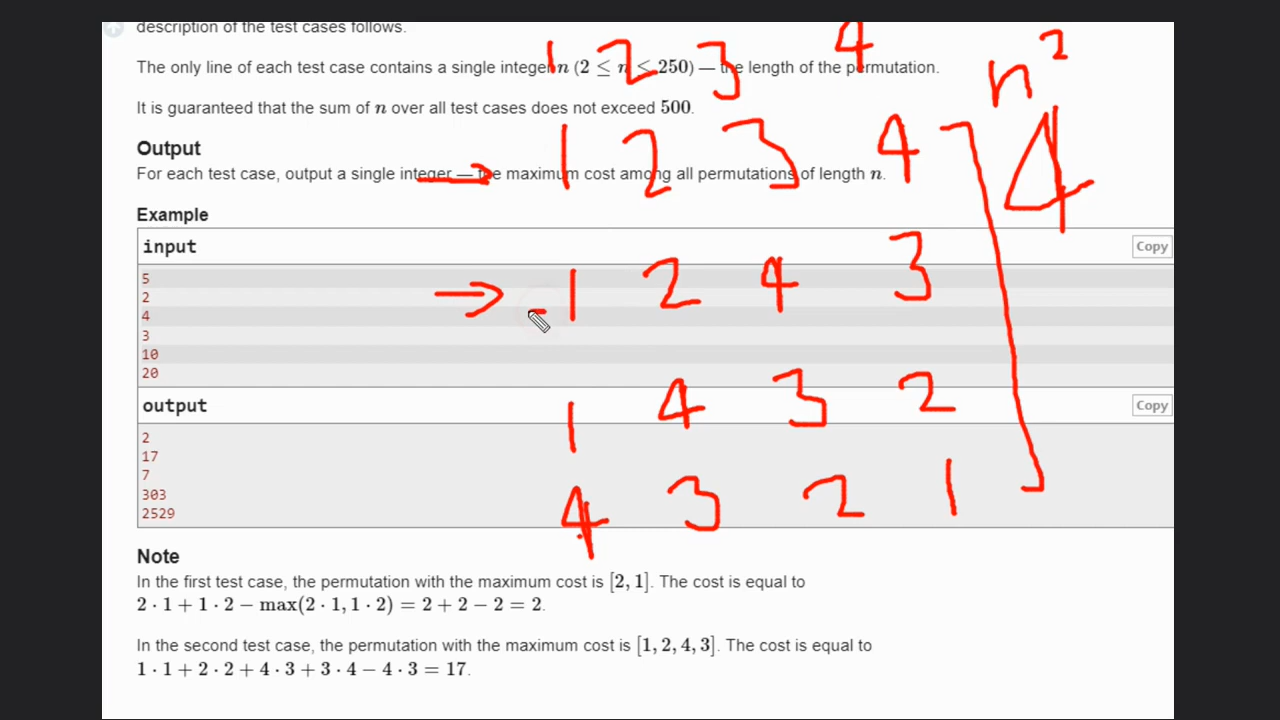 description of the test cases follows.
1 2 3 4
n²
The only line of each test case contains a single integer n (2 ≤ n ≤ 250) — the length of the permutation.
It is guaranteed that the sum of n over all test cases does not exceed 500.
1 2 3 4
4
Output
For each test case, output a single integer — the maximum cost among all permutations of length n.
Example
input
Copy
5
2
4
3
10
20
→ 1 2 4 3
output
Copy
2
17
7
303
2529
1 4 3 2
4 3 2 1
Note
In the first test case, the permutation with the maximum cost is [2, 1]. The cost is equal to
2 · 1 + 1 · 2 − max(2 · 1, 1 · 2) = 2 + 2 − 2 = 2.
In the second test case, the permutation with the maximum cost is [1, 2, 4, 3]. The cost is equal to
1 · 1 + 2 · 2 + 4 · 3 + 3 · 4 − 4 · 3 = 17.